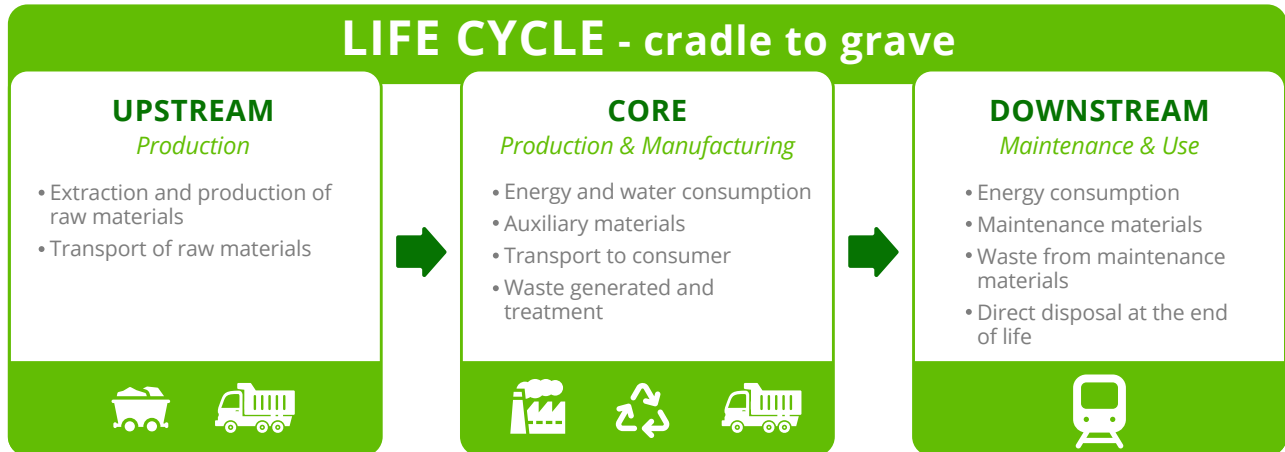 LIFE CYCLE - cradle to grave
UPSTREAM
Production
• Extraction and production of
raw materials
• Transport of raw materials
CORE
Production & Manufacturing
• Energy and water consumption
• Auxiliary materials
• Transport to consumer
• Waste generated and
treatment
DOWNSTREAM
Maintenance & Use
• Energy consumption
• Maintenance materials
• Waste from maintenance
materials
• Direct disposal at the end
of life